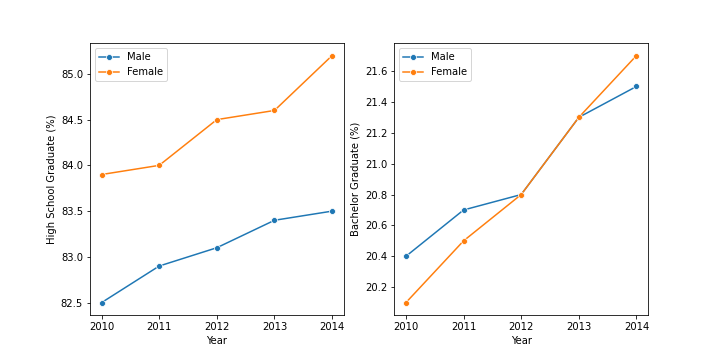 Male
Female
High School Graduate (%)
85.0
84.5
84.0
83.5
83.0
82.5
2010 2011 2012 2013 2014
Year
Male
Female
Bachelor Graduate (%)
21.6
21.4
21.2
21.0
20.8
20.6
20.4
20.2
2010 2011 2012 2013 2014
Year